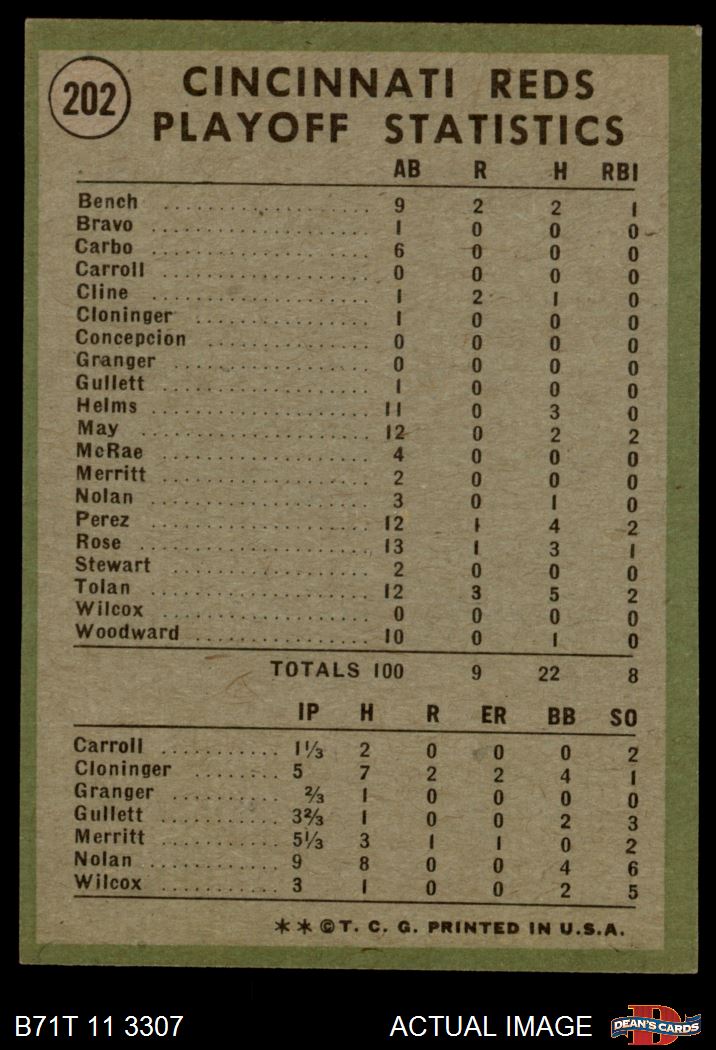 202
CINCINNATI REDS
PLAYOFF STATISTICS
AB R H RBI
Bench .................... 9 2 2 1
Bravo .................... 1 0 0 0
Carbo .................... 6 0 0 0
Carroll .................... 0 0 0 0
Cline .................... 1 2 1 0
Cloninger .................... 1 0 0 0
Concepcion .................... 0 0 0 0
Granger .................... 0 0 0 0
Gullett .................... 1 0 0 0
Helms .................... 11 0 3 0
May .................... 12 0 2 2
McRae .................... 4 0 0 0
Merritt .................... 2 0 0 0
Nolan .................... 3 0 1 0
Perez .................... 12 1 4 2
Rose .................... 13 1 3 1
Stewart .................... 2 0 0 0
Tolan .................... 12 3 5 2
Wilcox .................... 0 0 0 0
Woodward .................... 10 0 1 0
TOTALS 100 9 22 8
IP H R ER BB SO
Carroll .......... 1⅓ 2 0 0 0 2
Cloninger .......... 5 7 2 2 4 1
Granger .......... ⅔ 1 0 0 0 0
Gullett .......... 3⅔ 1 0 0 2 3
Merritt .......... 5⅓ 3 1 1 0 2
Nolan .......... 9 8 0 0 4 6
Wilcox .......... 3 1 0 0 2 5
**©T. C. G. PRINTED IN U.S.A.
B71T 11 3307 ACTUAL IMAGE D DEAN'S CARDS